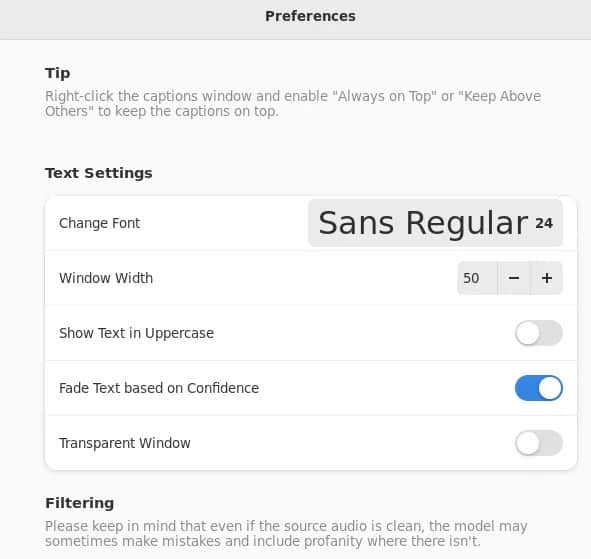 Preferences
Tip
Right-click the captions window and enable "Always on Top" or "Keep Above
Others" to keep the captions on top.
Text Settings
Change Font Sans Regular 24
Window Width 50 − +
Show Text in Uppercase
Fade Text based on Confidence
Transparent Window
Filtering
Please keep in mind that even if the source audio is clean, the model may
sometimes make mistakes and include profanity where there isn't.